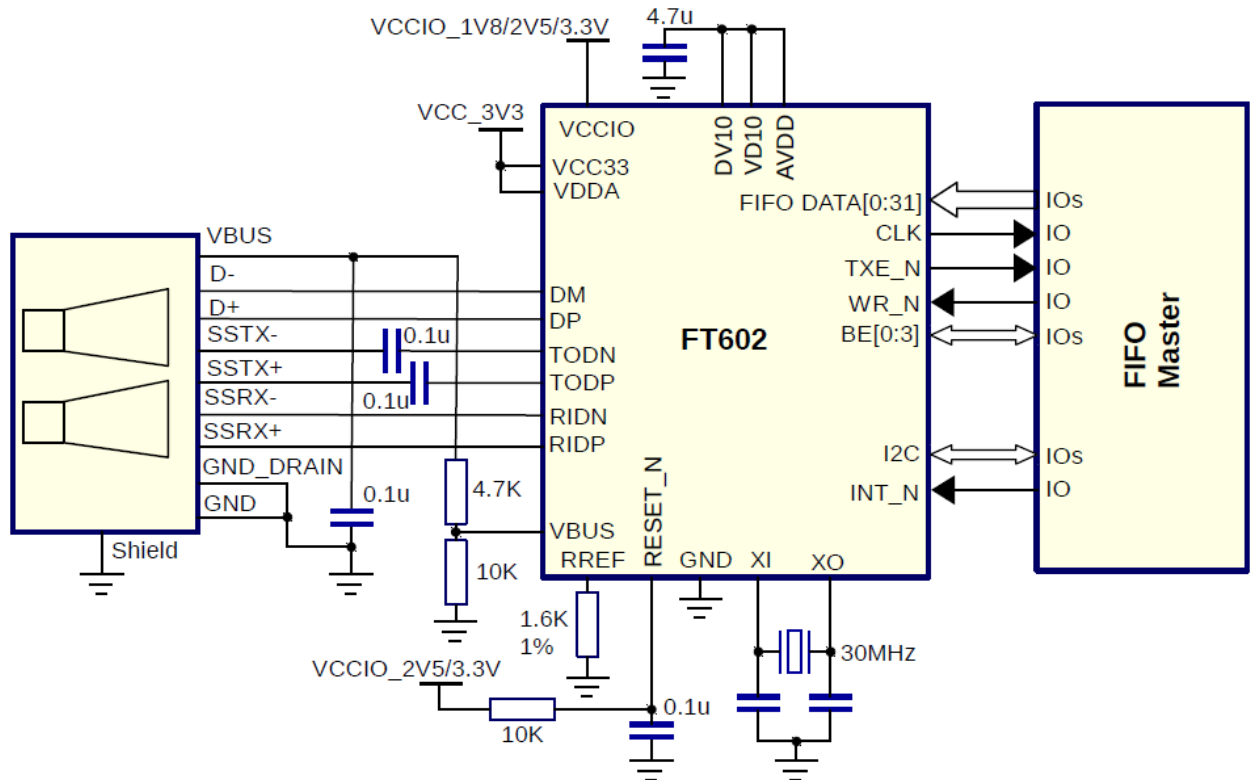 4.7u
VCCIO_1V8/2V5/3.3V
VCC_3V3
VCCIO
DV10
VD10
AVDD
VCC33
VDDA
FIFO DATA[0:31]
IOs
VBUS
CLK
IO
D-
TXE_N
IO
DM
D+
WR_N
IO
DP
SSTX-
0.1u
FT602
BE[0:3]
IOs
TODN
FIFO
Master
SSTX+
TODP
0.1u
SSRX-
RIDN
SSRX+
RIDP
I2C
IOs
GND_DRAIN
0.1u
4.7K
INT_N
IO
GND
VBUS
RESET_N
Shield
RREF
GND
XI
XO
10K
1.6K
1%
30MHz
VCCIO_2V5/3.3V
0.1u
10K